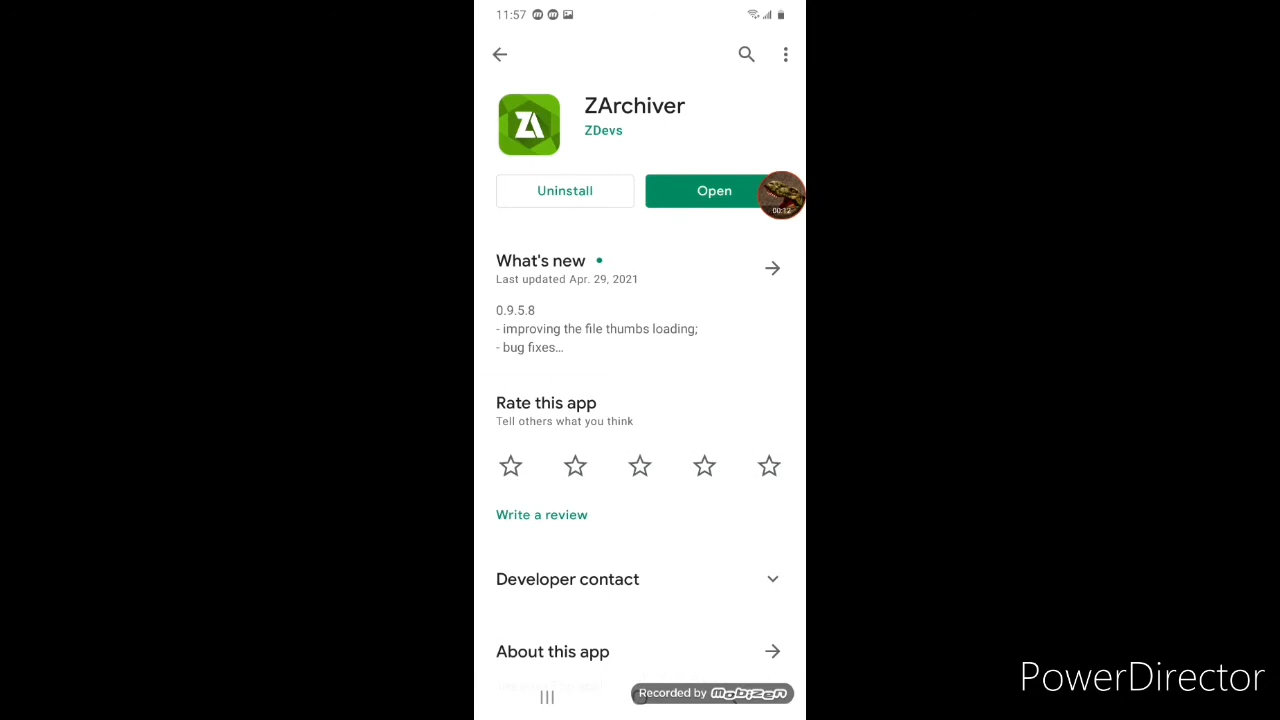 11:57
ZArchiver
ZDevs
Uninstall
Open
00:12
What's new
Last updated Apr. 29, 2021
0.9.5.8
- improving the file thumbs loading;
- bug fixes...
Rate this app
Tell others what you think
Write a review
Developer contact
About this app
Recorded by mobizen
PowerDirector